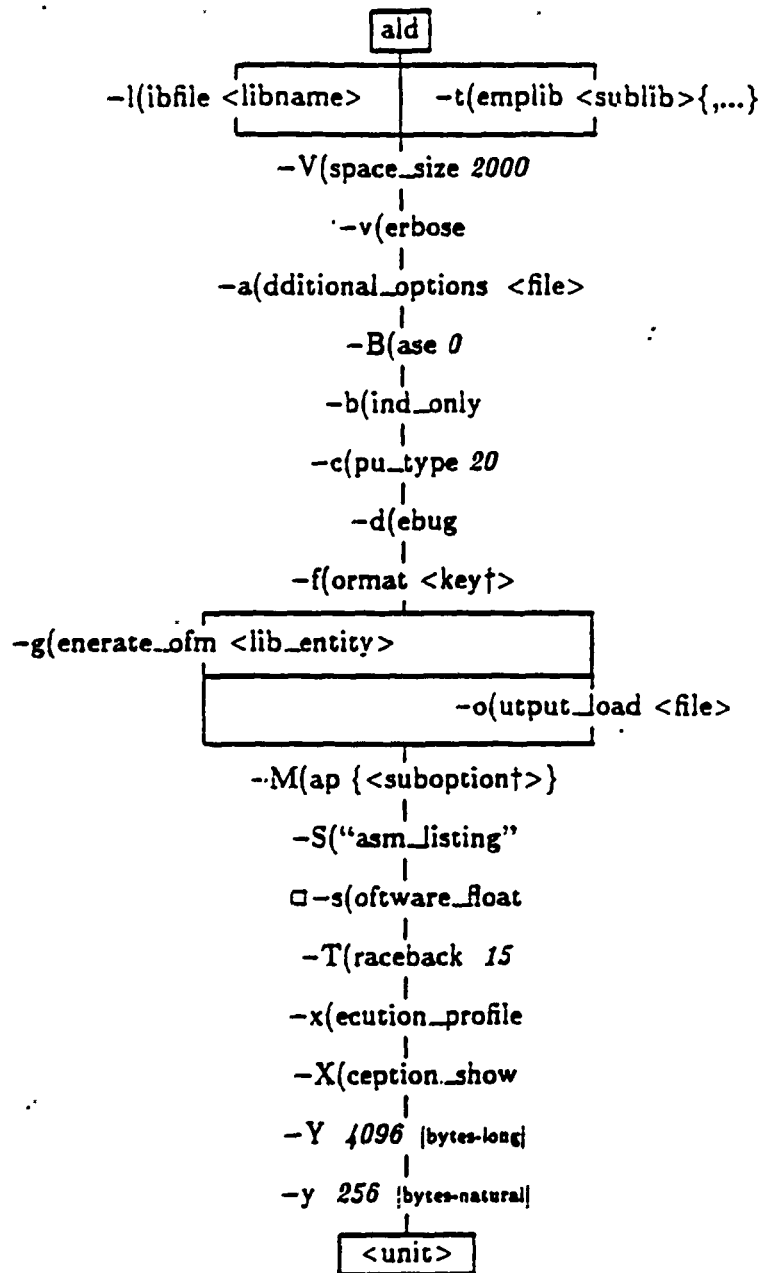 ald
-l(ibfile <libname> -t(emplib <sublib>{,...}
-V(space_size 2000
-v(erbose
-a(dditional_options <file>
-B(ase 0
-b(ind_only
-c(pu_type 20
-d(ebug
-f(ormat <key†>
-g(enerate_ofm <lib_entity>
-o(utput_load <file>
-M(ap {<suboption†>}
-S("asm_listing"
-s(oftware_float
-T(raceback 15
-x(ecution_profile
-X(ception_show
-Y 4096 |bytes-long|
-y 256 |bytes-natural|
<unit>